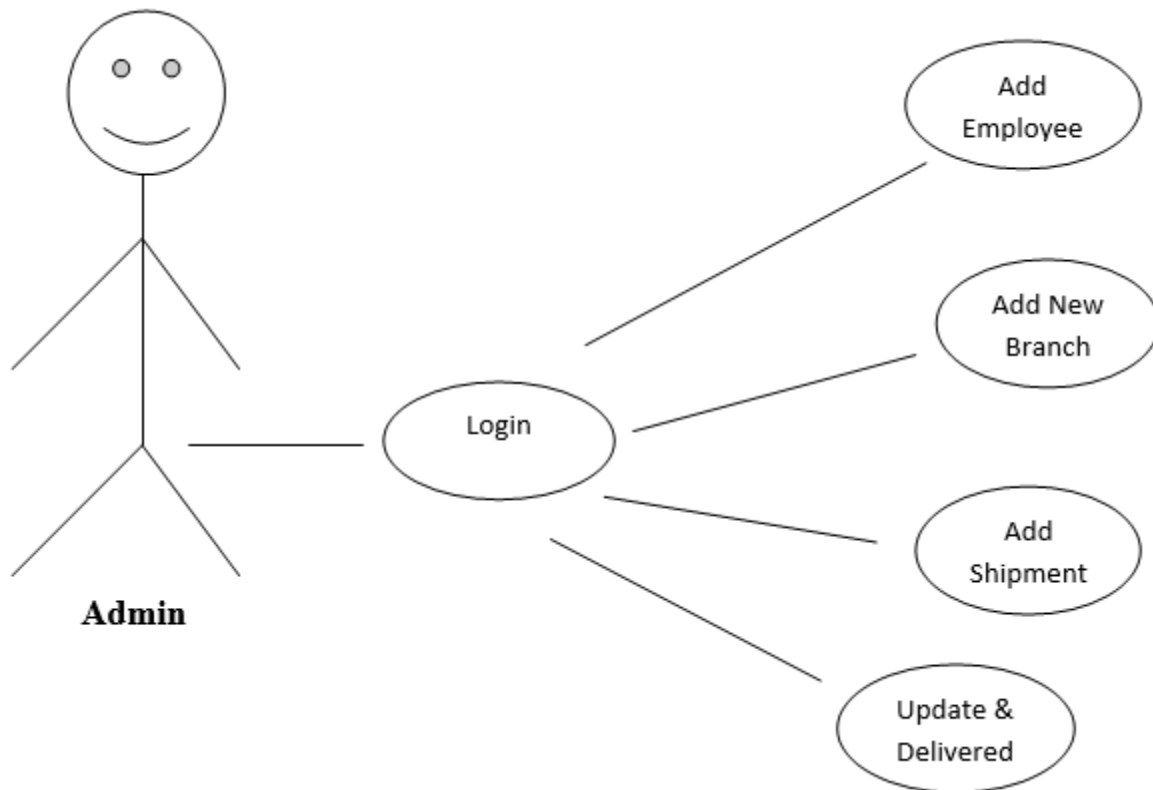 Add
Employee
Add New
Branch
Login
Add
Shipment
Admin
Update &
Delivered